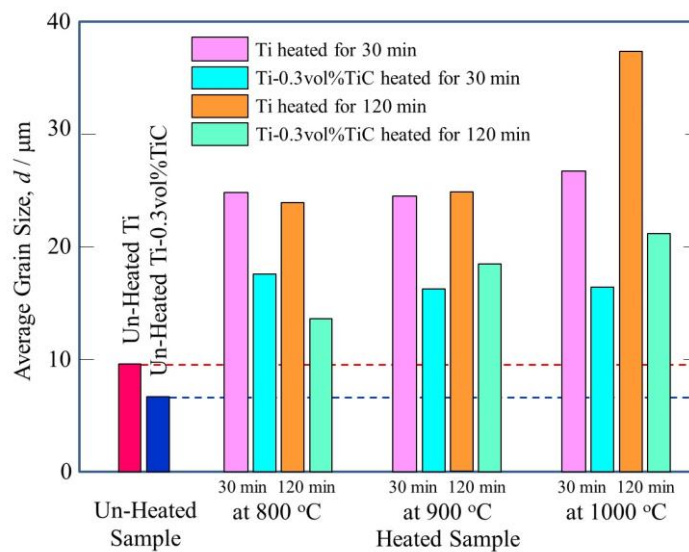 40
30
20
10
0
Average Grain Size, d / μm
Ti heated for 30 min
Ti-0.3vol%TiC heated for 30 min
Ti heated for 120 min
Ti-0.3vol%TiC heated for 120 min
Un-Heated Ti
Un-Heated Ti-0.3vol%TiC
30 min 120 min
30 min 120 min
30 min 120 min
Un-Heated
Sample
at 800 °C
at 900 °C
at 1000 °C
Heated Sample